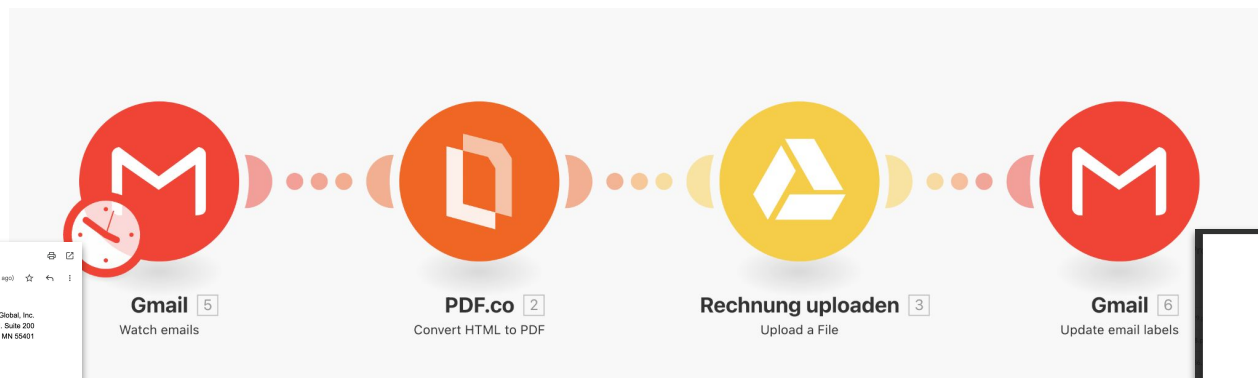 Gmail 5
Watch emails
PDF.co 2
Convert HTML to PDF
Rechnung uploaden 3
Upload a File
Gmail 6
Update email labels
ago)
Global, Inc.
. Suite 200
MN 55401